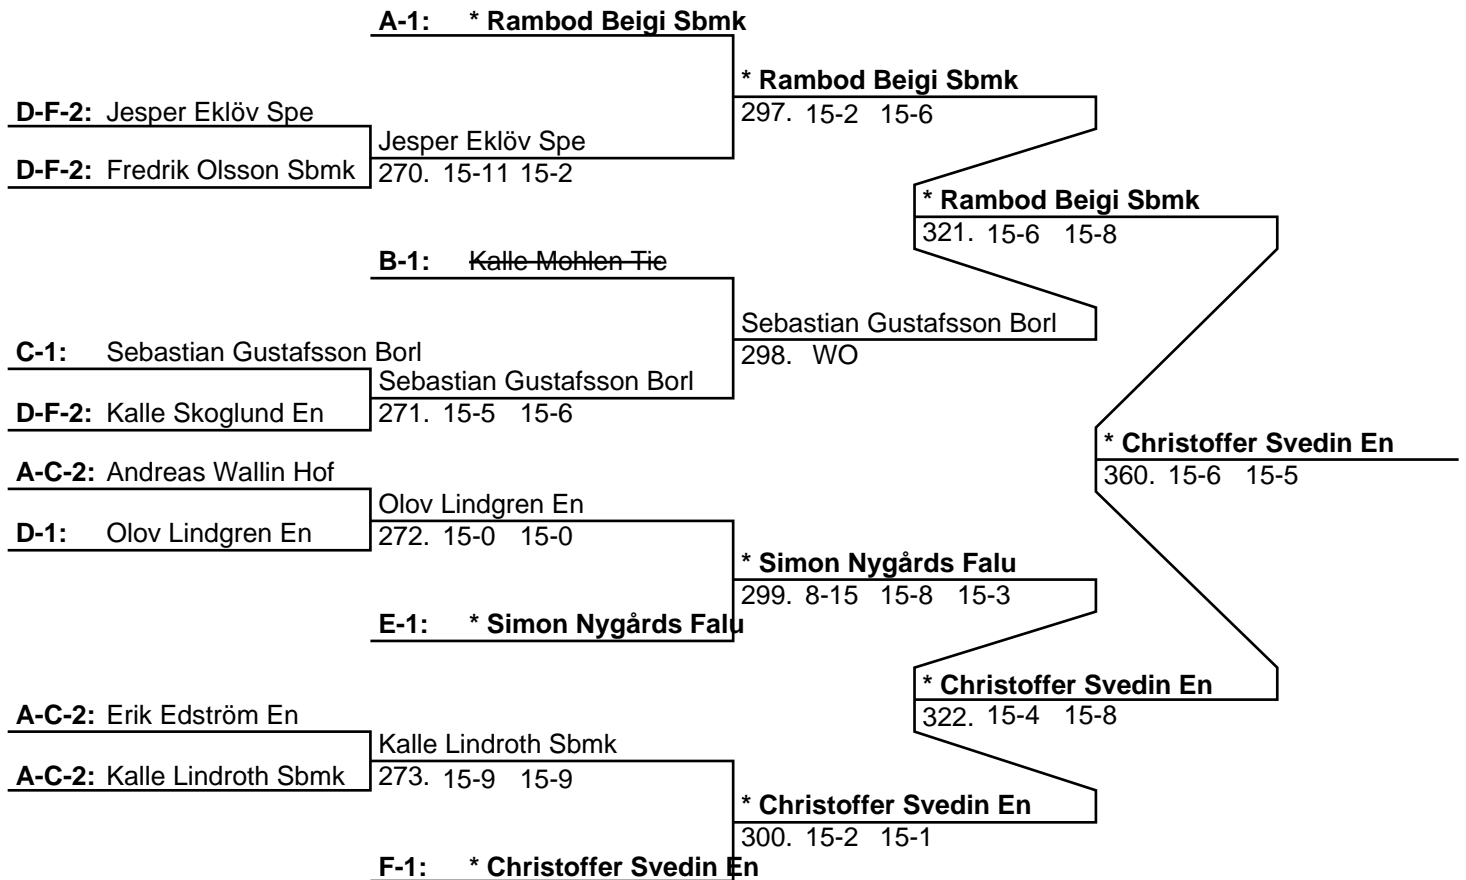 A-1: * Rambod Beigi Sbmk
* Rambod Beigi Sbmk
297. 15-2 15-6
D-F-2: Jesper Eklöv Spe
Jesper Eklöv Spe
D-F-2: Fredrik Olsson Sbmk
270. 15-11 15-2
* Rambod Beigi Sbmk
321. 15-6 15-8
B-1: Kalle Mohlen Tie
Sebastian Gustafsson Borl
298. WO
C-1: Sebastian Gustafsson Borl
Sebastian Gustafsson Borl
D-F-2: Kalle Skoglund En
271. 15-5 15-6
* Christoffer Svedin En
360. 15-6 15-5
A-C-2: Andreas Wallin Hof
Olov Lindgren En
D-1: Olov Lindgren En
272. 15-0 15-0
* Simon Nygårds Falu
299. 8-15 15-8 15-3
E-1: * Simon Nygårds Falu
* Christoffer Svedin En
322. 15-4 15-8
A-C-2: Erik Edström En
Kalle Lindroth Sbmk
A-C-2: Kalle Lindroth Sbmk
273. 15-9 15-9
* Christoffer Svedin En
300. 15-2 15-1
F-1: * Christoffer Svedin En